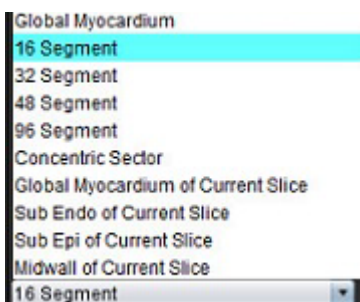 Global Myocardium
16 Segment
32 Segment
48 Segment
96 Segment
Concentric Sector
Global Myocardium of Current Slice
Sub Endo of Current Slice
Sub Epi of Current Slice
Midwall of Current Slice
16 Segment